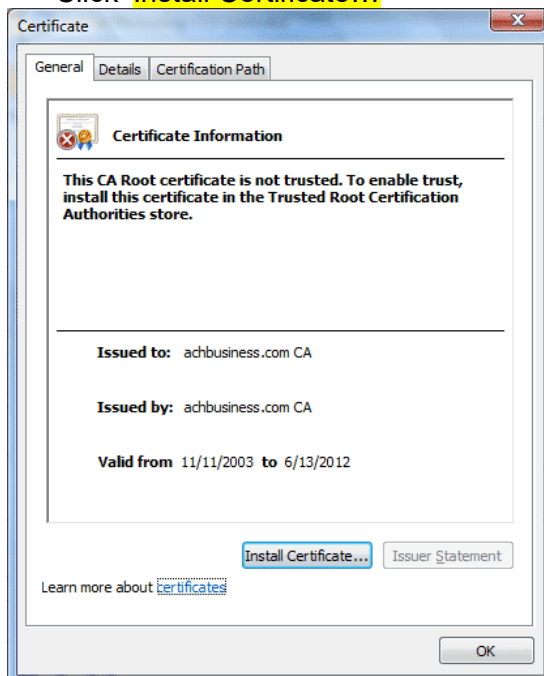 Click Install Certificate...
Certificate
X
General Details Certification Path
Certificate Information
This CA Root certificate is not trusted. To enable trust,
install this certificate in the Trusted Root Certification
Authorities store.
Issued to: achbusiness.com CA
Issued by: achbusiness.com CA
Valid from 11/11/2003 to 6/13/2012
Install Certificate... Issuer Statement
Learn more about certificates
OK